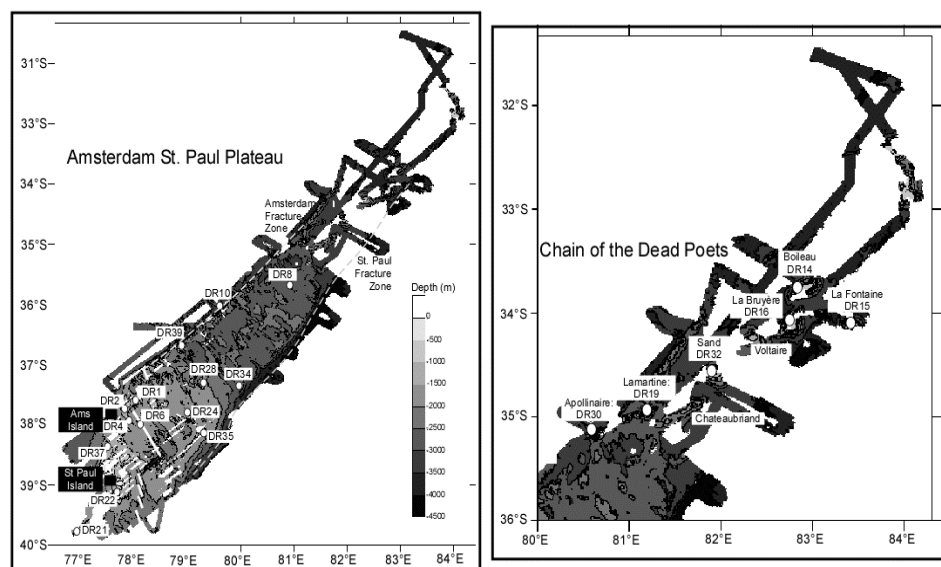 31°S
33°S
Amsterdam St. Paul Plateau
34°S
Amsterdam
Fracture
Zone
35°S
St. Paul
Fracture
Zone
DR8
Depth (m)
DR10
36°S
0
-500
-1000
-1500
-2000
-2500
-3000
-3500
-4000
-4500
DR39
37°S
DR28
DR34
DR2
DR1
Ams
Island
DR4
DR6
DR24
38°S
DR35
DR37
St Paul
Island
39°S
DR22
DR21
40°S
77°E
78°E
79°E
80°E
81°E
82°E
83°E
84°E
32°S
33°S
Chain of the Dead Poets
Boileau
DR14
La Bruyère
DR16
La Fontaine
DR15
34°S
Voltaire
Sand
DR32
Lamartine:
DR19
Apollinaire:
DR30
Chateaubriand
35°S
36°S
80°E
81°E
82°E
83°E
84°E